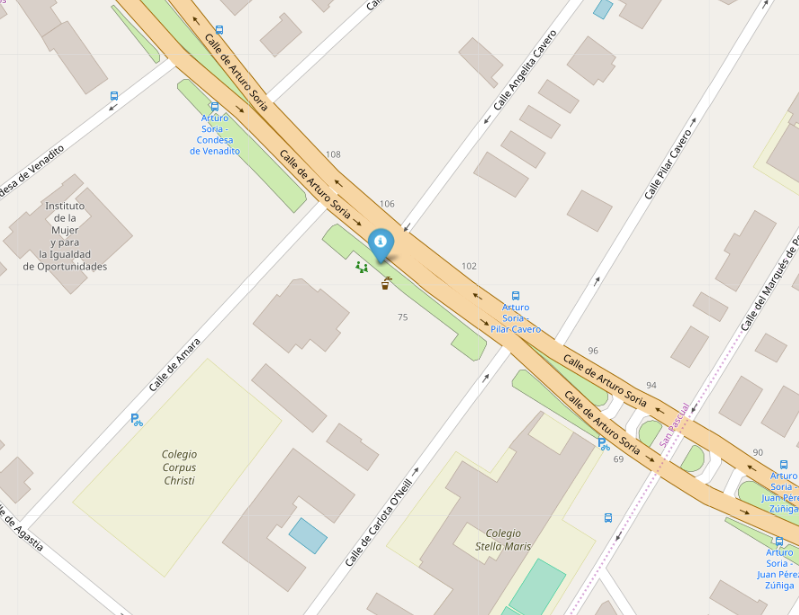 Calle de Arturo Soria
Calle Angelita Cavero
Arturo
Soria -
Condesa
de Venadito
Calle de Arturo Soria
108
desa de Venadito
Calle Pilar Cavero
106
Instituto
de la
Mujer
y para
la Igualdad
de Oportunidades
102
Calle del Marqués de Pe
Arturo
Soria -
Pilar Cavero
75
Calle de Amara
96
Calle de Arturo Soria
94
Calle de Arturo Soria
San Pascual
Colegio
Corpus
Christi
69
90
Arturo
Soria -
Juan Pérez
Zúñiga
Calle de Carlota O'Neill
lle de Agastia
Colegio
Stella Maris
Arturo
Soria -
Juan Pérez
Zúñiga